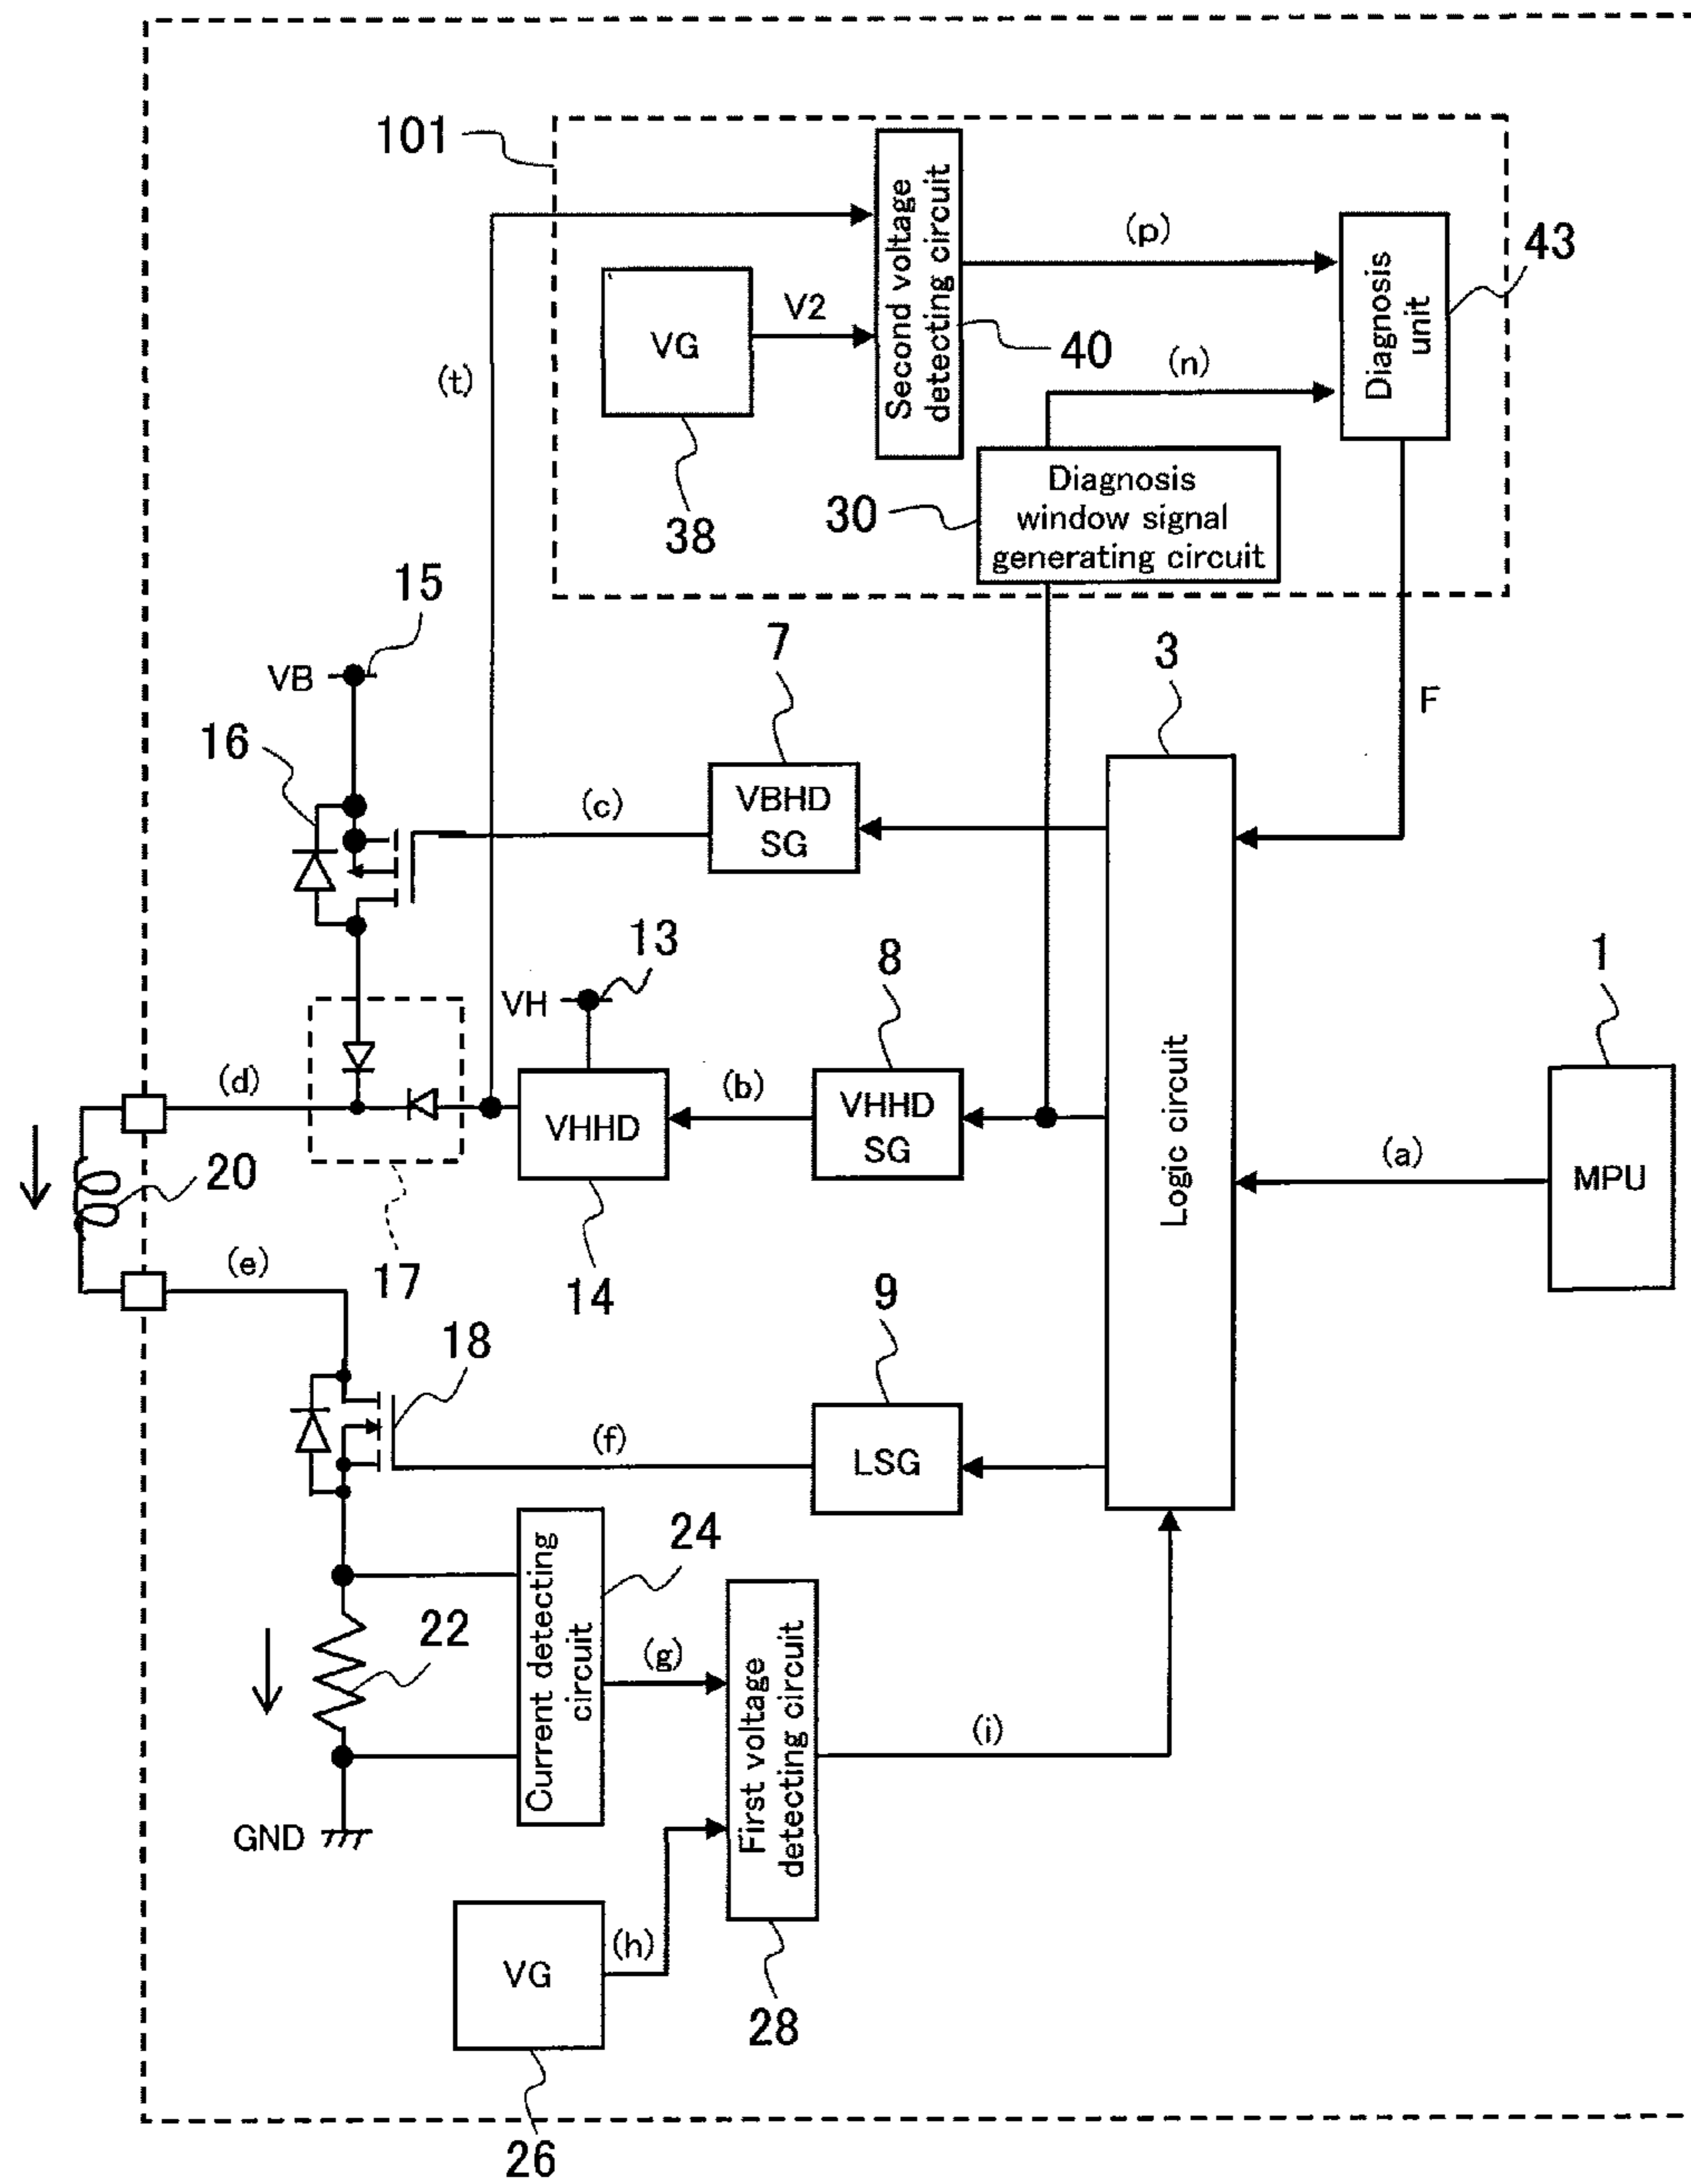 101
Second voltage
detecting circuit
(p)
43
Diagnosis
unit
VG
V2
40
(n)
(t)
38
30
Diagnosis
window signal
generating circuit
15
VB
7
3
F
16
(c)
VBHD
SG
13
VH
8
1
Logic circuit
(d)
(b)
VHHD
VHHD
SG
(a)
MPU
20
17
14
(e)
9
18
(f)
LSG
24
Current detecting
circuit
22
(g)
First voltage
detecting circuit
(i)
GND
VG
(h)
28
26